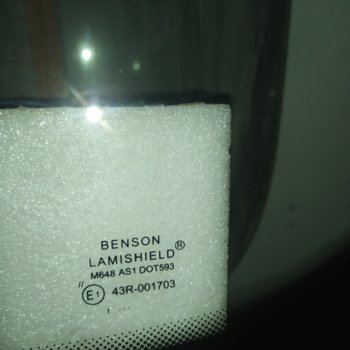 BENSON
LAMISHIELD®
M648 AS1 DOT593
" E1 43R-001703